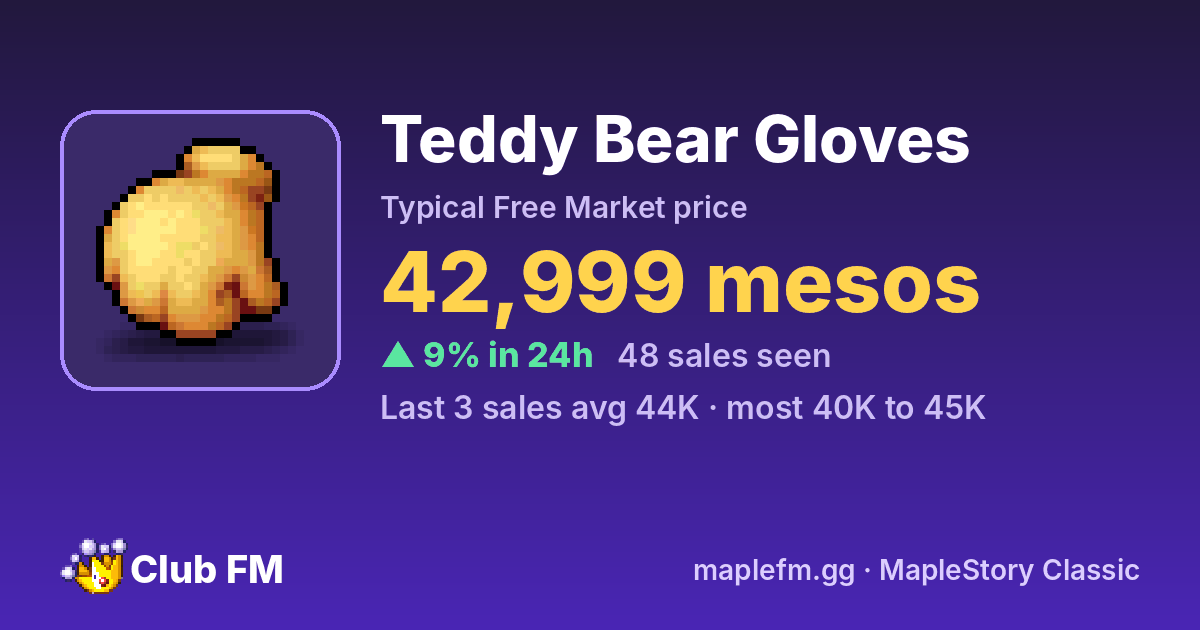 Teddy Bear Gloves
Typical Free Market price
42,999 mesos
▲ 9% in 24h 48 sales seen
Last 3 sales avg 44K · most 40K to 45K
Club FM
maplefm.gg · MapleStory Classic